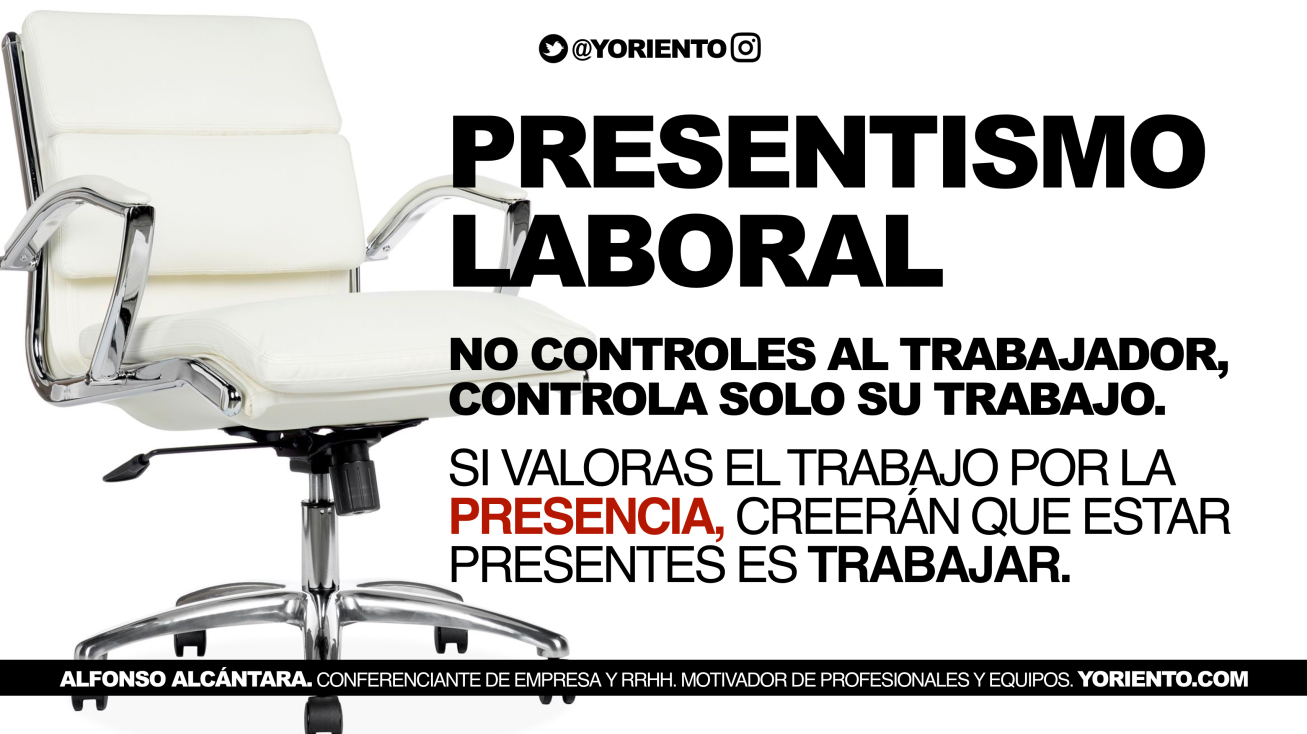 @YORIENTO
PRESENTISMO
LABORAL
NO CONTROLES AL TRABAJADOR,
CONTROLA SOLO SU TRABAJO.
SI VALORAS EL TRABAJO POR LA
PRESENCIA, CREERÁN QUE ESTAR
PRESENTES ES TRABAJAR.
ALFONSO ALCÁNTARA. CONFERENCIANTE DE EMPRESA Y RRHH. MOTIVADOR DE PROFESIONALES Y EQUIPOS. YORIENTO.COM